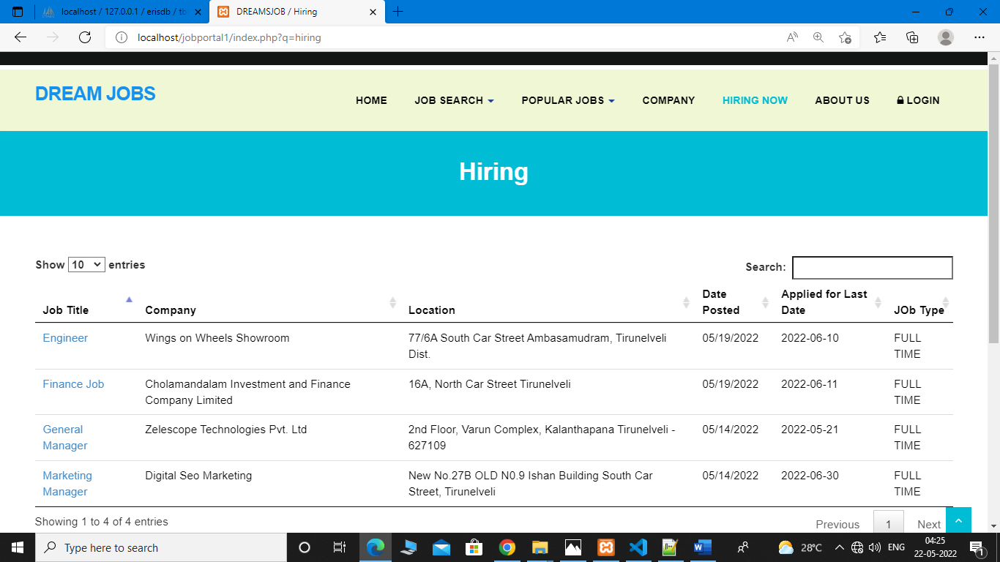 localhost / 127.0.0.1 / erisdb / tb
DREAMSJOB / Hiring
localhost/jobportal1/index.php?q=hiring
DREAM JOBS
HOME JOB SEARCH POPULAR JOBS COMPANY HIRING NOW ABOUT US LOGIN
Hiring
Show 10 entries
Search:
Job Title Company Location Date Posted Applied for Last Date JOb Type
Engineer Wings on Wheels Showroom 77/6A South Car Street Ambasamudram, Tirunelveli Dist. 05/19/2022 2022-06-10 FULL TIME
Finance Job Cholamandalam Investment and Finance Company Limited 16A, North Car Street Tirunelveli 05/19/2022 2022-06-11 FULL TIME
General Manager Zelescope Technologies Pvt. Ltd 2nd Floor, Varun Complex, Kalanthapana Tirunelveli - 627109 05/14/2022 2022-05-21 FULL TIME
Marketing Manager Digital Seo Marketing New No.27B OLD N0.9 Ishan Building South Car Street, Tirunelveli 05/14/2022 2022-06-30 FULL TIME
Showing 1 to 4 of 4 entries
Previous 1 Next
Type here to search
28°C
ENG
04:25
22-05-2022
1